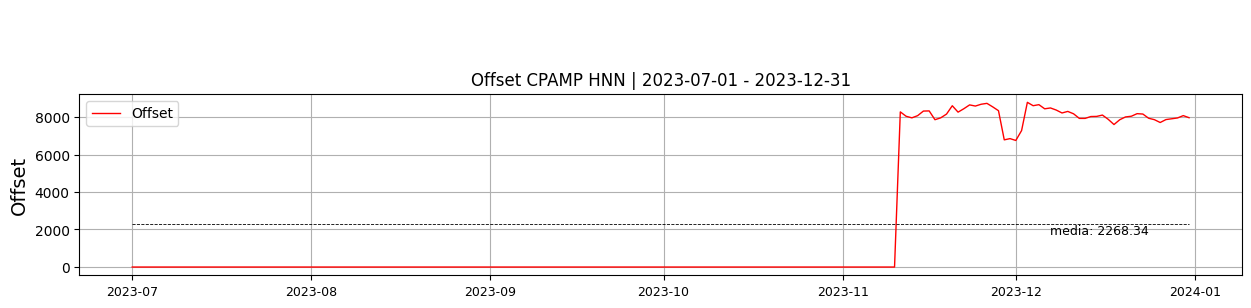 Offset CPAMP HNN | 2023-07-01 - 2023-12-31
Offset
Offset
8000
6000
4000
2000
0
media: 2268.34
2023-07 2023-08 2023-09 2023-10 2023-11 2023-12 2024-01